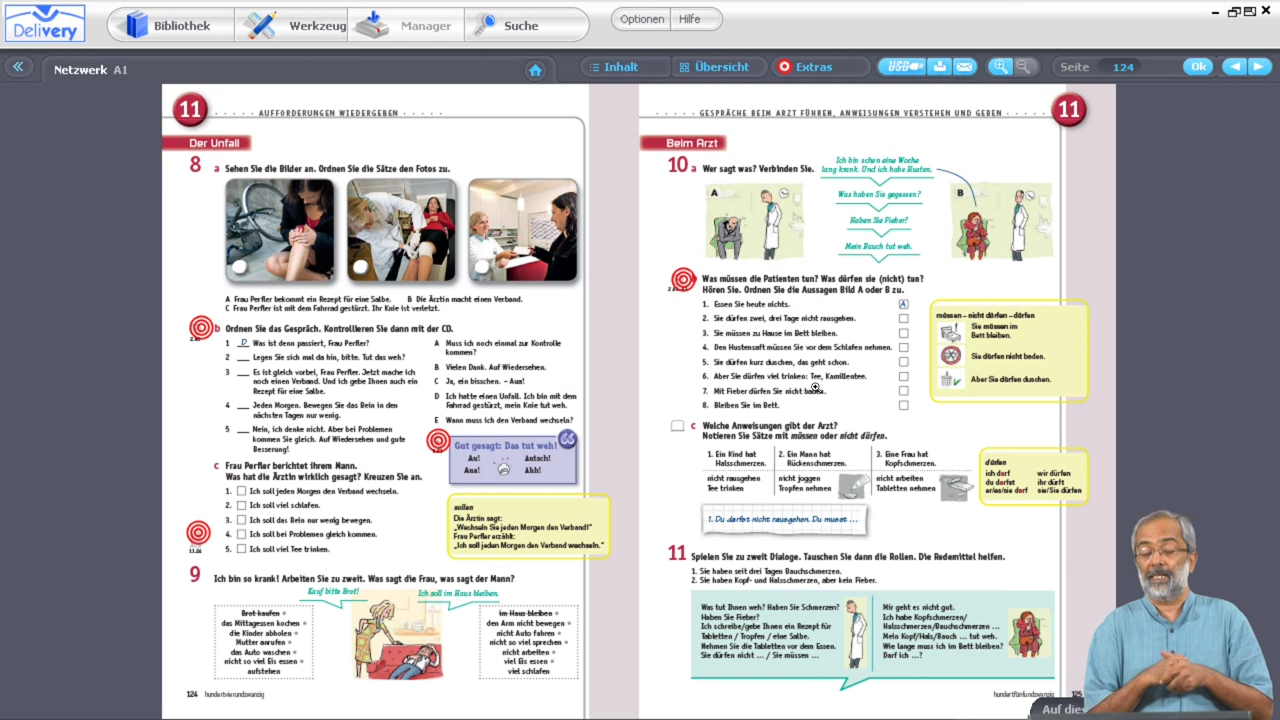 Delivery
Bibliothek
Werkzeug
Manager
Suche
Optionen
Hilfe
Netzwerk A1
Inhalt
Übersicht
Extras
USB
Seite
124
Ok
11
AUFFORDERUNGEN WIEDERGEBEN
Der Unfall
8 a Sehen Sie die Bilder an. Ordnen Sie die Sätze den Fotos zu.
A Frau Perfler bekommt ein Rezept für eine Salbe. B Die Ärztin macht einen Verband.
C Frau Perfler ist mit dem Fahrrad gestürzt. Ihr Knie ist verletzt.
b Ordnen Sie das Gespräch. Kontrollieren Sie dann mit der CD.
1 D Was ist denn passiert, Frau Perfler?
2 Legen Sie sich mal da hin, bitte. Tut das weh?
3 Es ist gleich vorbei, Frau Perfler. Jetzt mache ich
noch einen Verband. Und ich gebe Ihnen auch ein
Rezept für eine Salbe.
4 Jeden Morgen. Bewegen Sie das Bein in den
nächsten Tagen nur wenig.
5 Nein, ich denke nicht. Aber bei Problemen
kommen Sie gleich. Auf Wiedersehen und gute
Besserung!
A Muss ich noch einmal zur Kontrolle
kommen?
B Vielen Dank. Auf Wiedersehen.
C Ja, ein bisschen. – Aua!
D Ich hatte einen Unfall. Ich bin mit dem
Fahrrad gestürzt, mein Knie tut weh.
E Wann muss ich den Verband wechseln?
Gut gesagt: Das tut weh!
Au! Autsch!
Aua! Ahh!
c Frau Perfler berichtet ihrem Mann.
Was hat die Ärztin wirklich gesagt? Kreuzen Sie an.
1. Ich soll jeden Morgen den Verband wechseln.
2. Ich soll viel schlafen.
3. Ich soll das Bein nur wenig bewegen.
4. Ich soll bei Problemen gleich kommen.
5. Ich soll viel Tee trinken.
sollen
Die Ärztin sagt:
„Wechseln Sie jeden Morgen den Verband!“
Frau Perfler erzählt:
„Ich soll jeden Morgen den Verband wechseln.“
9 Ich bin so krank! Arbeiten Sie zu zweit. Was sagt die Frau, was sagt der Mann?
Kauf bitte Brot!
Ich soll im Haus bleiben.
Brot kaufen •
das Mittagessen kochen •
die Kinder abholen •
Mutter anrufen •
das Auto waschen •
nicht so viel Eis essen •
aufstehen
im Haus bleiben •
den Arm nicht bewegen •
nicht Auto fahren •
nicht so viel sprechen •
nicht arbeiten •
viel Eis essen •
viel schlafen
124 hundertvierundzwanzig
GESPRÄCHE BEIM ARZT FÜHREN, ANWEISUNGEN VERSTEHEN UND GEBEN
11
Beim Arzt
10 a Wer sagt was? Verbinden Sie.
Ich bin schon eine Woche
lang krank. Und ich habe Husten.
Was haben Sie gegessen?
Haben Sie Fieber?
Mein Bauch tut weh.
A
B
Was müssen die Patienten tun? Was dürfen sie (nicht) tun?
Hören Sie. Ordnen Sie die Aussagen Bild A oder B zu.
1. Essen Sie heute nichts. A
2. Sie dürfen zwei, drei Tage nicht rausgehen.
3. Sie müssen zu Hause im Bett bleiben.
4. Den Hustensaft müssen Sie vor dem Schlafen nehmen.
5. Sie dürfen kurz duschen, das geht schon.
6. Aber Sie dürfen viel trinken: Tee, Kamillentee.
7. Mit Fieber dürfen Sie nicht baden.
8. Bleiben Sie im Bett.
müssen – nicht dürfen – dürfen
Sie müssen im
Bett bleiben.
Sie dürfen nicht baden.
Aber Sie dürfen duschen.
c Welche Anweisungen gibt der Arzt?
Notieren Sie Sätze mit müssen oder nicht dürfen.
1. Ein Kind hat
Halsschmerzen.
nicht rausgehen
Tee trinken
2. Ein Mann hat
Rückenschmerzen.
nicht joggen
Tropfen nehmen
3. Eine Frau hat
Kopfschmerzen.
nicht arbeiten
Tabletten nehmen
1. Du darfst nicht rausgehen. Du musst ...
dürfen
ich darf wir dürfen
du darfst ihr dürft
er/es/sie darf sie/Sie dürfen
11 Spielen Sie zu zweit Dialoge. Tauschen Sie dann die Rollen. Die Redemittel helfen.
1. Sie haben seit drei Tagen Bauchschmerzen.
2. Sie haben Kopf- und Halsschmerzen, aber kein Fieber.
Was tut Ihnen weh? Haben Sie Schmerzen?
Haben Sie Fieber?
Ich schreibe/gebe Ihnen ein Rezept für
Tabletten / Tropfen / eine Salbe.
Nehmen Sie die Tabletten vor dem Essen.
Sie dürfen nicht ... / Sie müssen ...
Mir geht es nicht gut.
Ich habe Kopfschmerzen/
Halsschmerzen/Bauchschmerzen ...
Mein Kopf/Hals/Bauch ... tut weh.
Wie lange muss ich im Bett bleiben?
Darf ich ...?
hundertfünfundzwanzig 125
Auf dies